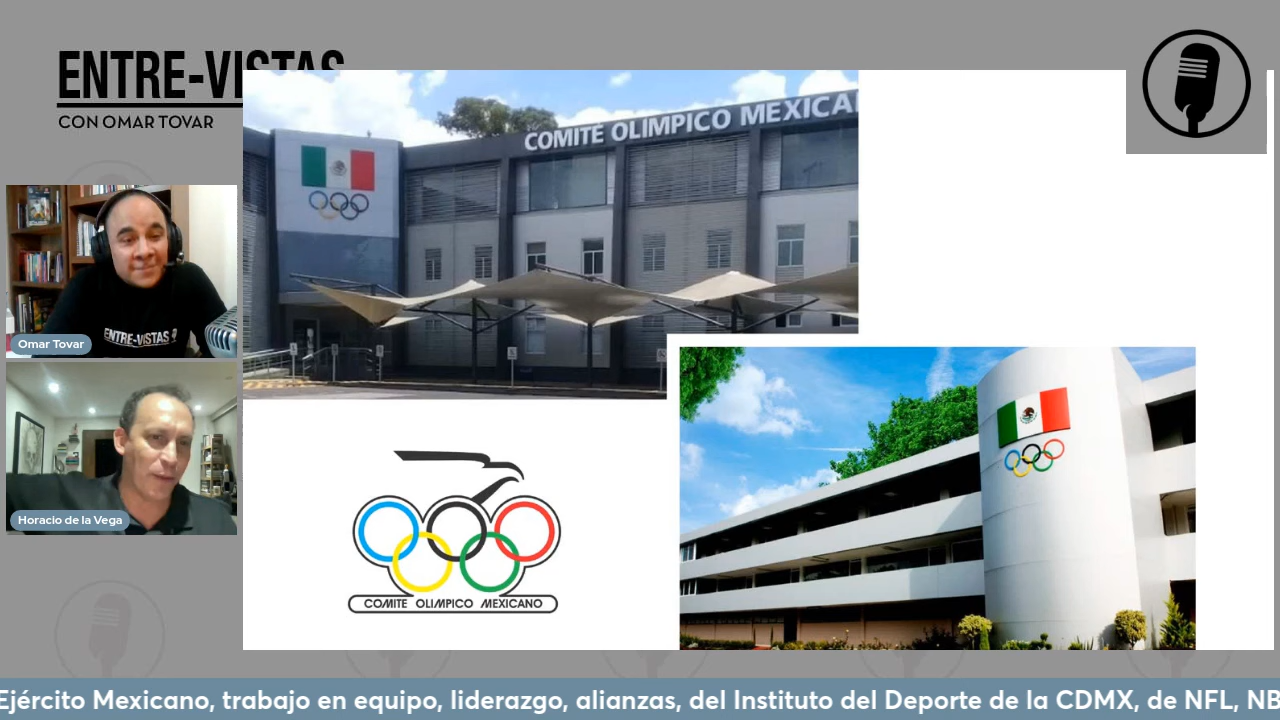 ENTRE-VISTAS
CON OMAR TOVAR
COMITÉ OLIMPICO MEXICA
ENTRE-VISTAS
Omar Tovar
Horacio de la Vega
COMITE OLIMPICO MEXICANO
Ejército Mexicano, trabajo en equipo, liderazgo, alianzas, del Instituto del Deporte de la CDMX, de NFL, NB